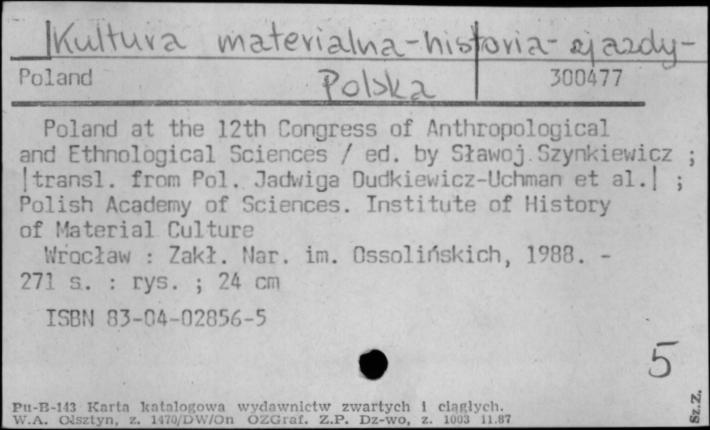 Kultura materialna-historia-zjazdy-
Poland Polska 300477
Poland at the 12th Congress of Anthropological
and Ethnological Sciences / ed. by Sławoj Szynkiewicz ;
|transl. from Pol. Jadwiga Dudkiewicz-Uchman et al.| ;
Polish Academy of Sciences. Institute of History
of Material Culture
Wrocław : Zakł. Nar. im. Ossolińskich, 1988. -
271 s. : rys. ; 24 cm
ISBN 83-04-02856-5
5
Pu-B-143 Karta katalogowa wydawnictw zwartych i ciągłych.
W.A. Olsztyn, z. 1470/DW/On OZGraf. Z.P. Dz-wo, z. 1003 11.87
Sz.Z.